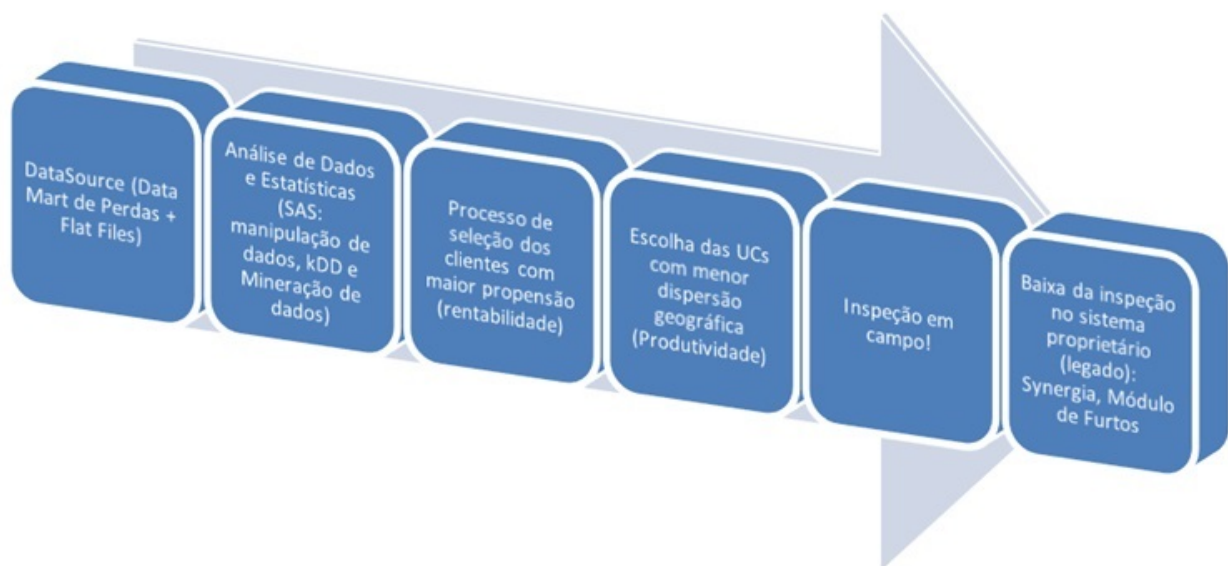 DataSource (Data
Mart de Perdas +
Flat Files)
Análise de Dados
e Estatísticas
(SAS:
manipulação de
dados, kDD e
Mineração de
dados)
Processo de
seleção dos
clientes com
maior propensão
(rentabilidade)
Escolha das UCs
com menor
dispersão
geográfica
(Produtividade)
Inspeção em
campo!
Baixa da inspeção
no sistema
proprietário
(legado):
Synergia, Módulo
de Furtos